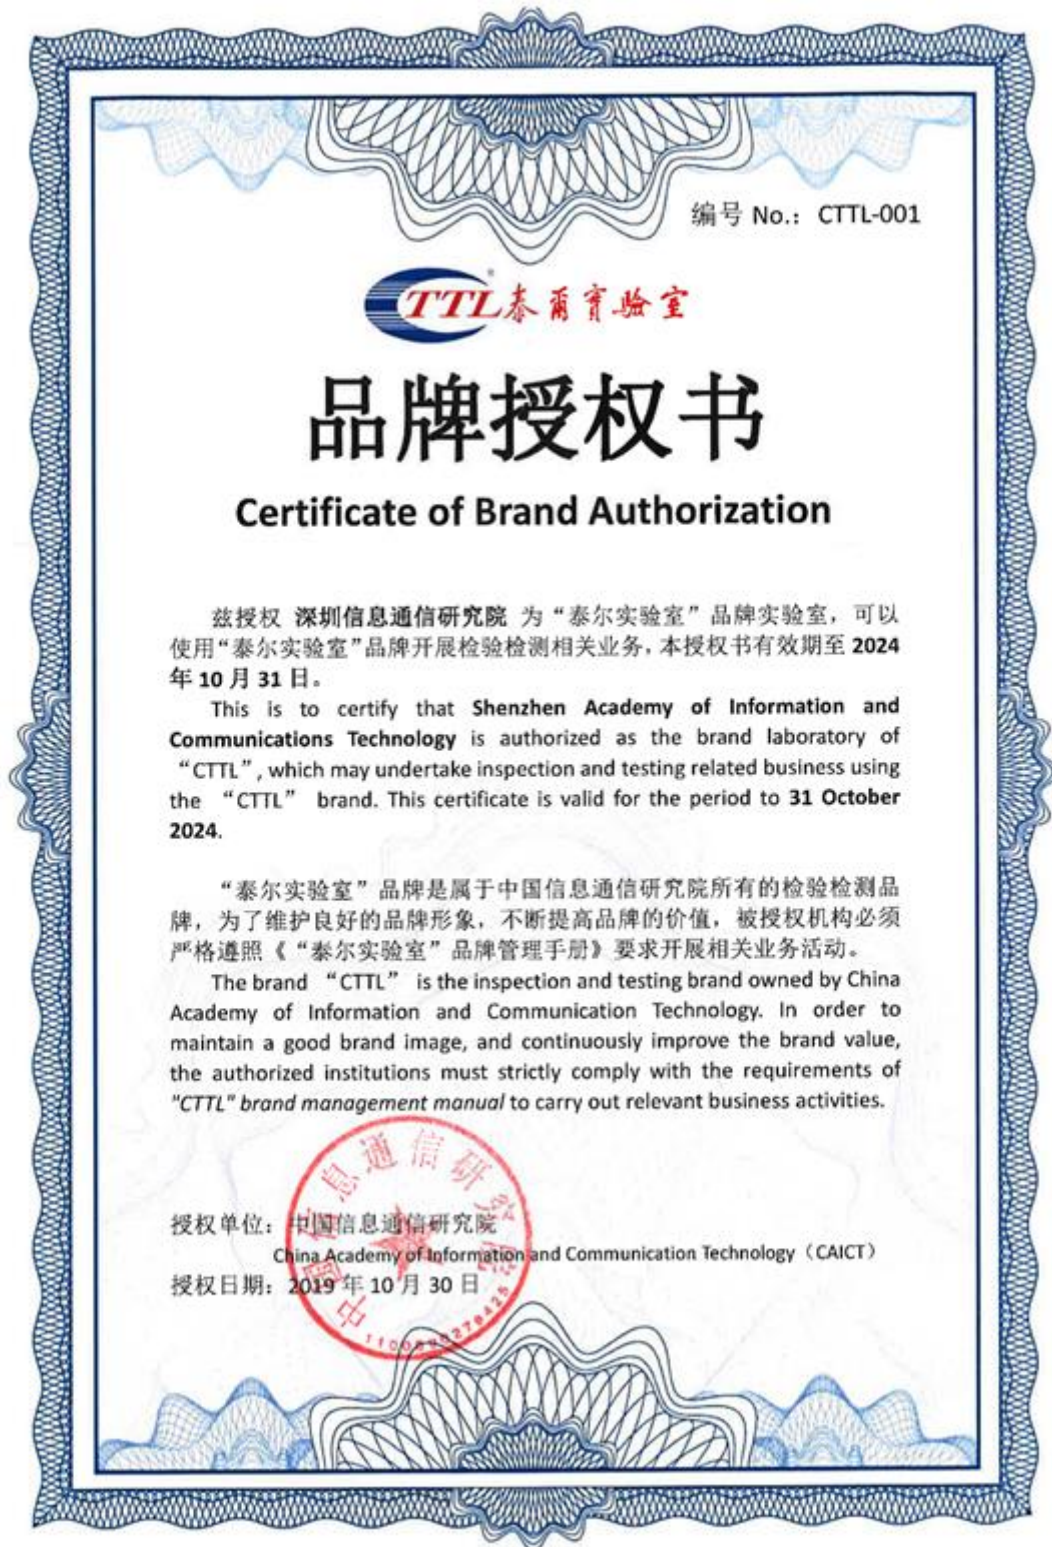 编号 No.：CTTL-001
CTTL泰爾實驗室
®
品牌授权书
Certificate of Brand Authorization
兹授权 深圳信息通信研究院 为“泰尔实验室”品牌实验室，可以
使用“泰尔实验室”品牌开展检验检测相关业务，本授权书有效期至 2024
年 10 月 31 日。
This is to certify that Shenzhen Academy of Information and
Communications Technology is authorized as the brand laboratory of
“CTTL”, which may undertake inspection and testing related business using
the “CTTL” brand. This certificate is valid for the period to 31 October
2024.
“泰尔实验室”品牌是属于中国信息通信研究院所有的检验检测品
牌，为了维护良好的品牌形象，不断提高品牌的价值，被授权机构必须
严格遵照《“泰尔实验室”品牌管理手册》要求开展相关业务活动。
The brand “CTTL” is the inspection and testing brand owned by China
Academy of Information and Communication Technology. In order to
maintain a good brand image, and continuously improve the brand value,
the authorized institutions must strictly comply with the requirements of
"CTTL" brand management manual to carry out relevant business activities.
中国信息通信研究院
授权单位：中国信息通信研究院
China Academy of Information and Communication Technology（CAICT）
授权日期：2019 年 10 月 30 日